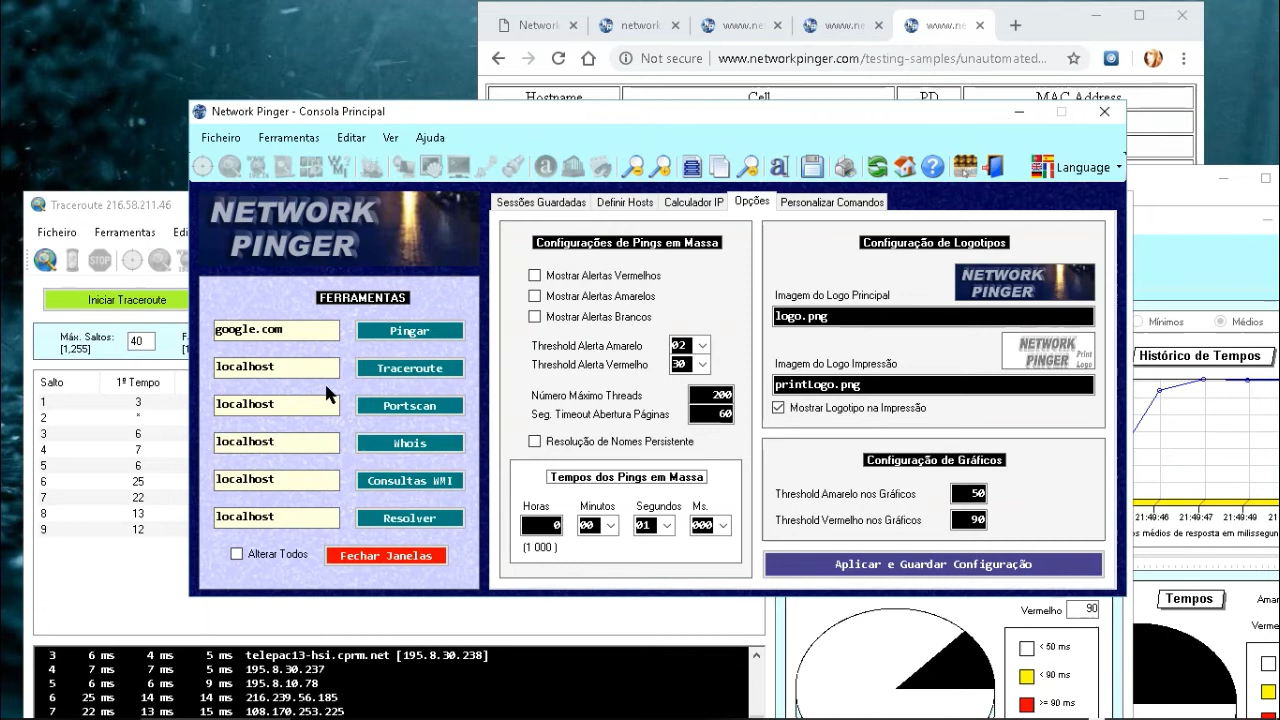 Network
network
www.ne
www.ne
www.ne
Not secure
www.networkpinger.com/testing-samples/unautomated...
Hostname Cell PD MAC Address
Network Pinger - Consola Principal
Ficheiro Ferramentas Editar Ver Ajuda
Language
NETWORK
PINGER
FERRAMENTAS
google.com Pingar
localhost Traceroute
localhost Portscan
localhost Whois
localhost Consultas WMI
localhost Resolver
Alterar Todos Fechar Janelas
Sessões Guardadas Definir Hosts Calculador IP Opções Personalizar Comandos
Configurações de Pings em Massa
Mostrar Alertas Vermelhos
Mostrar Alertas Amarelos
Mostrar Alertas Brancos
Threshold Alerta Amarelo 02
Threshold Alerta Vermelho 30
Número Máximo Threads 200
Seg. Timeout Abertura Páginas 60
Resolução de Nomes Persistente
Tempos dos Pings em Massa
Horas Minutos Segundos Ms.
0 00 01 000
(1 000 )
Configuração de Logotipos
NETWORK
PINGER
Imagem do Logo Principal
logo.png
NETWORK
PINGER Print
Logo
Imagem do Logo Impressão
printLogo.png
Mostrar Logotipo na Impressão
Configuração de Gráficos
Threshold Amarelo nos Gráficos 50
Threshold Vermelho nos Gráficos 90
Aplicar e Guardar Configuração
Traceroute 216.58.211.46
Ficheiro Ferramentas Edi
STOP
Iniciar Traceroute
Máx. Saltos:
[1,255] 40
Salto 1º Tempo
1 3
2 *
3 6
4 7
5 6
6 25
7 22
8 13
9 12
3 6 ms 4 ms 5 ms telepac13-hsi.cprm.net [195.8.30.238]
4 7 ms 7 ms 5 ms 195.8.30.237
5 6 ms 6 ms 9 ms 195.8.10.78
6 25 ms 14 ms 14 ms 216.239.56.185
7 22 ms 13 ms 15 ms 108.170.253.225
Mínimos Médios
Histórico de Tempos
21:49:46 21:49:47 21:49:48 21:49:49
s médios de resposta em milissegun
Vermelho 90
< 50 ms
< 90 ms
>= 90 ms
Tempos
Amar
Verme